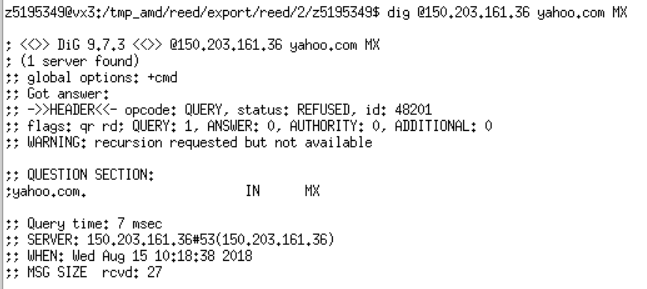 z5195349@vx3:/tmp_amd/reed/export/reed/2/z5195349$ dig @150.203.161.36 yahoo.com MX
; <<>> DiG 9.7.3 <<>> @150.203.161.36 yahoo.com MX
; (1 server found)
;; global options: +cmd
;; Got answer:
;; ->>HEADER<<- opcode: QUERY, status: REFUSED, id: 48201
;; flags: qr rd; QUERY: 1, ANSWER: 0, AUTHORITY: 0, ADDITIONAL: 0
;; WARNING: recursion requested but not available
;; QUESTION SECTION:
;yahoo.com. IN MX
;; Query time: 7 msec
;; SERVER: 150.203.161.36#53(150.203.161.36)
;; WHEN: Wed Aug 15 10:18:38 2018
;; MSG SIZE rcvd: 27